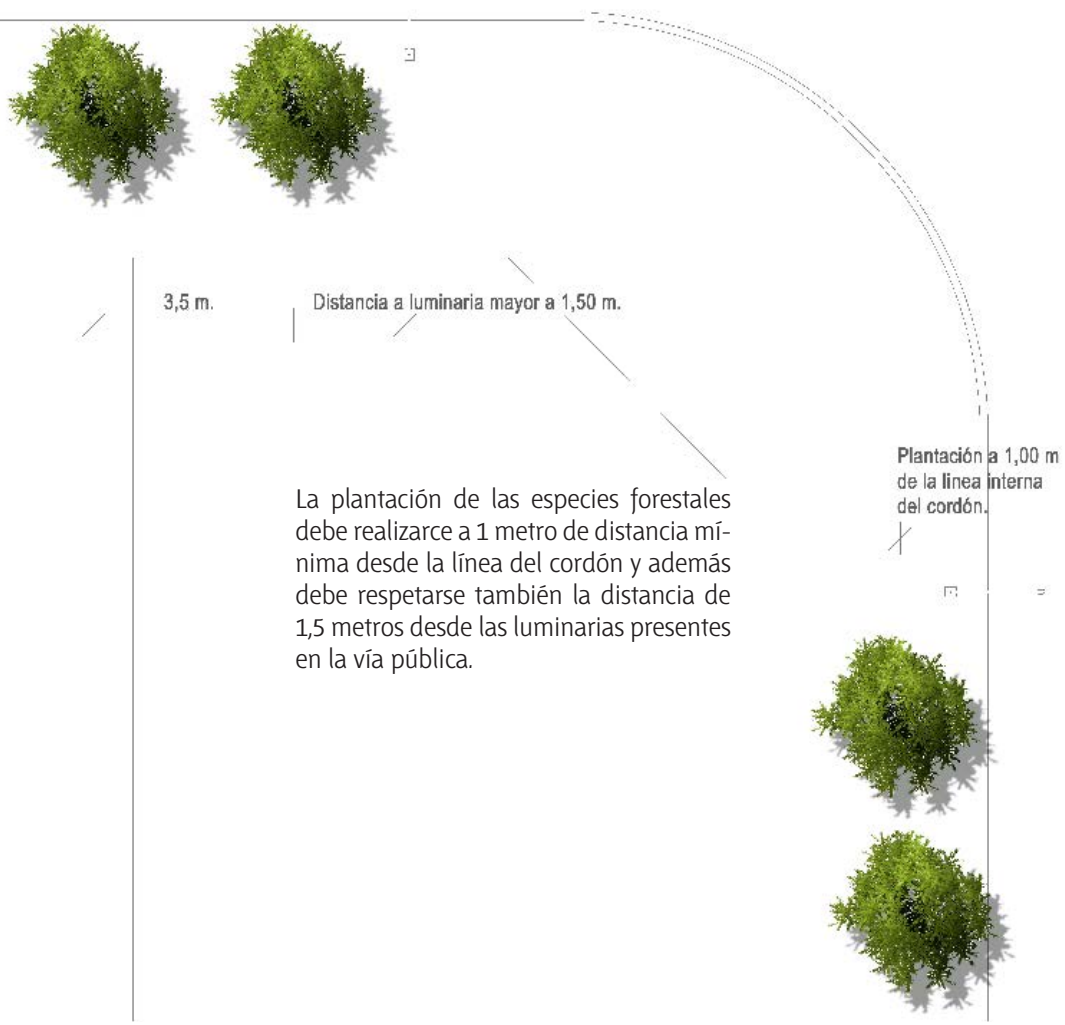 3,5 m.
Distancia a luminaria mayor a 1,50 m.
Plantación a 1,00 m
de la linea interna
del cordón.
La plantación de las especies forestales
debe realizarce a 1 metro de distancia mí-
nima desde la línea del cordón y además
debe respetarse también la distancia de
1,5 metros desde las luminarias presentes
en la vía pública.